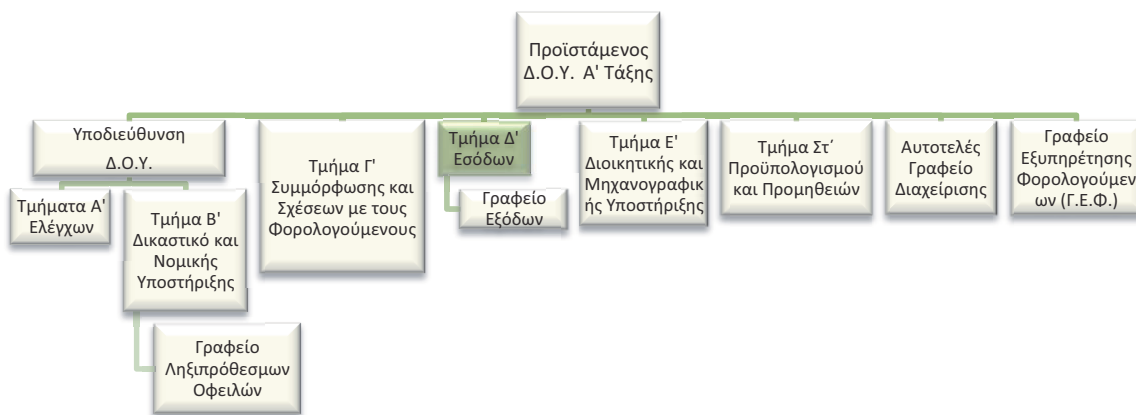 Προϊστάμενος
Δ.Ο.Υ. Α' Τάξης
Υποδιεύθυνση
Δ.Ο.Υ.
Τμήματα Α'
Ελέγχων
Τμήμα Β'
Δικαστικό και
Νομικής
Υποστήριξης
Γραφείο
Ληξιπρόθεσμων
Οφειλών
Τμήμα Γ'
Συμμόρφωσης και
Σχέσεων με τους
Φορολογούμενους
Τμήμα Δ'
Εσόδων
Γραφείο
Εξόδων
Τμήμα Ε'
Διοικητικής και
Μηχανογραφικ
ής Υποστήριξης
Τμήμα Στ΄
Προϋπολογισμού
και Προμηθειών
Αυτοτελές
Γραφείο
Διαχείρισης
Γραφείο
Εξυπηρέτησης
Φορολογούμεν
ων (Γ.Ε.Φ.)